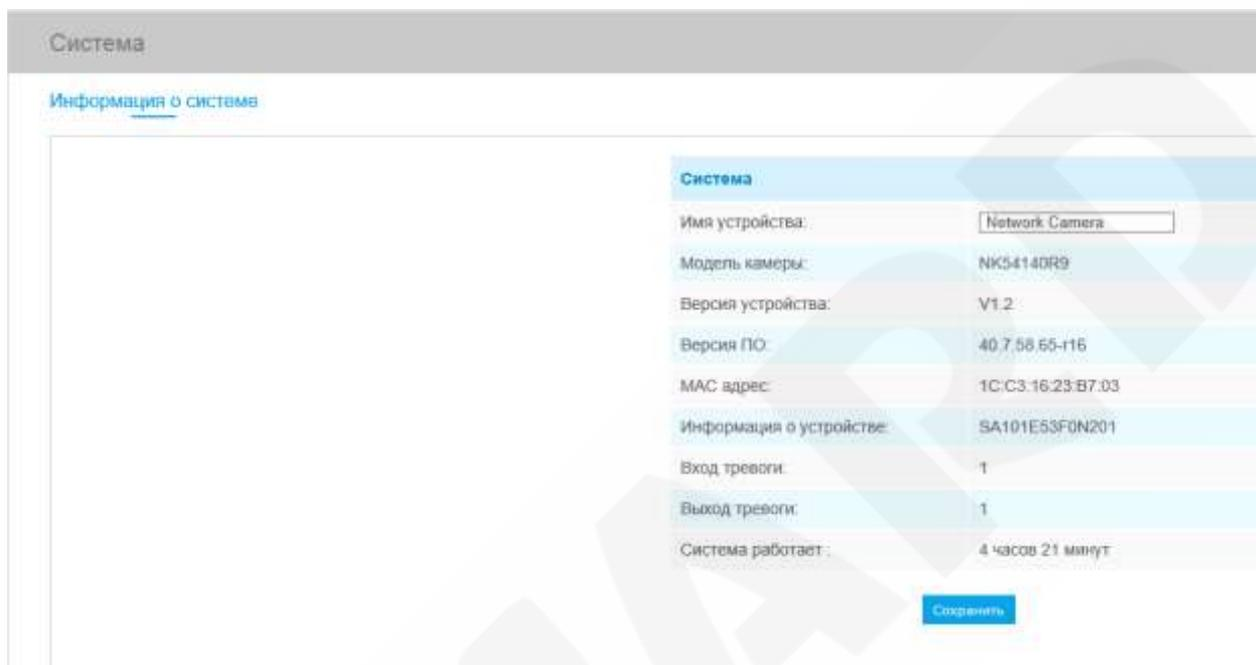 Система
Информация о системе
Система
Имя устройства: Network Camera
Модель камеры: NK54140R9
Версия устройства: V1.2
Версия ПО: 40.7.58.65-r16
MAC адрес: 1C:C3:16:23:B7:03
Информация о устройстве: SA101E53F0N201
Вход тревоги: 1
Выход тревоги: 1
Система работает : 4 часов 21 минут
Сохранить